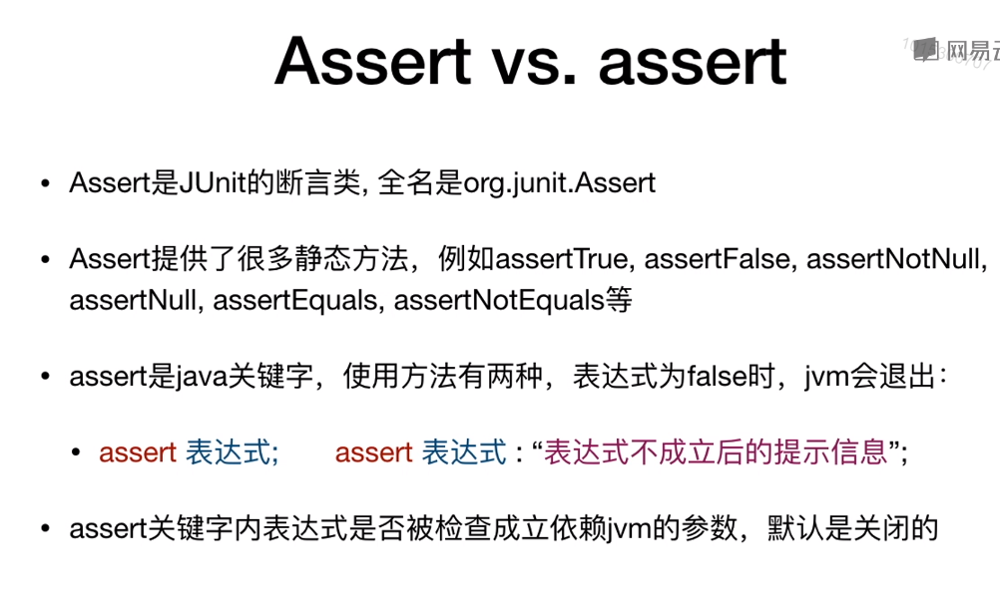 Assert vs. assert
网易云
• Assert是JUnit的断言类, 全名是org.junit.Assert
• Assert提供了很多静态方法，例如assertTrue, assertFalse, assertNotNull,
assertNull, assertEquals, assertNotEquals等
• assert是java关键字，使用方法有两种，表达式为false时，jvm会退出：
• assert 表达式; assert 表达式 : “表达式不成立后的提示信息”;
• assert关键字内表达式是否被检查成立依赖jvm的参数，默认是关闭的